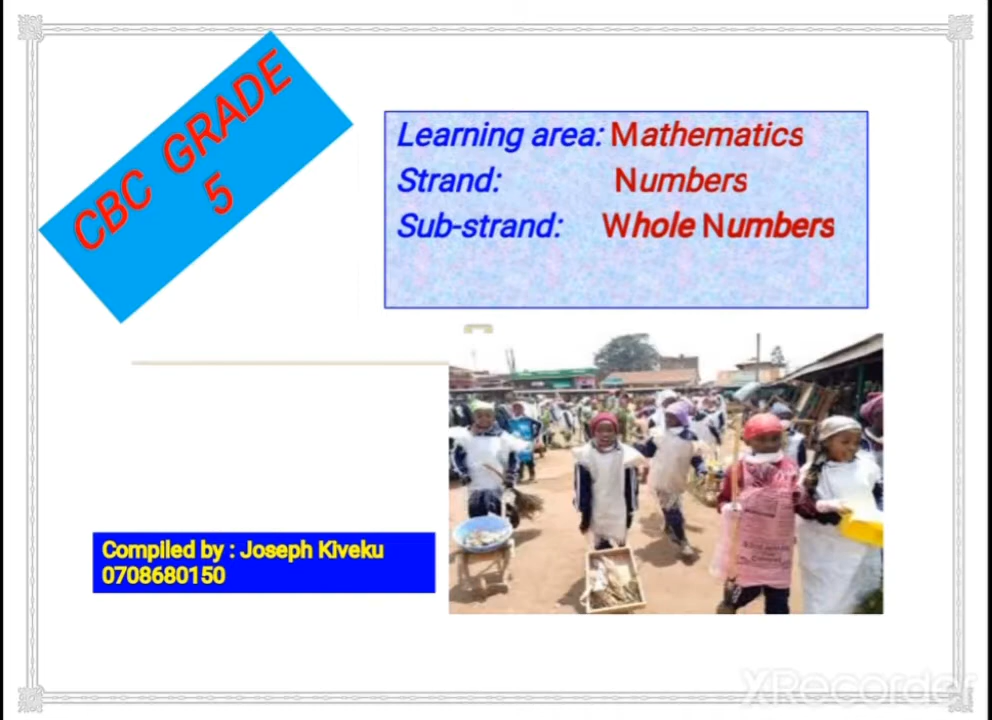 CBC GRADE
5
Learning area: Mathematics
Strand: Numbers
Sub-strand: Whole Numbers
Compiled by : Joseph Kiveku
0708680150
XRecorder